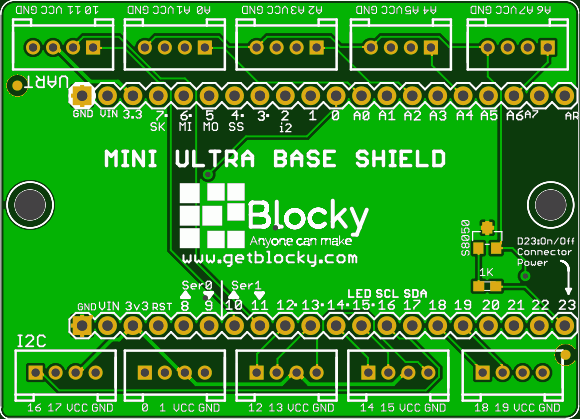 10 11 VCC GND A0 A1 VCC GND A2 A3 VCC GND A4 A5 VCC GND A6 A7 VCC GND
UART
GND VIN 3.3 7· 6· 5· 4· 3· 2 1 0 A0 A1 A2 A3 A4 A5 A6 A7 AR
SK MI MO SS i2
MINI ULTRA BASE SHIELD
Blocky
Anyone can make
www.getblocky.com
S8050
D23:On/Off
Connector
Power
1K
Ser0 Ser1
LED SCL SDA
GND VIN 3v3 RST 8 9 10 11 12· 13· 14· 15· 16 17 18 19 20 21 22 23
I2C
16 17 VCC GND 0 1 VCC GND 12 13 VCC GND 14 15 VCC GND 18 19 VCC GND